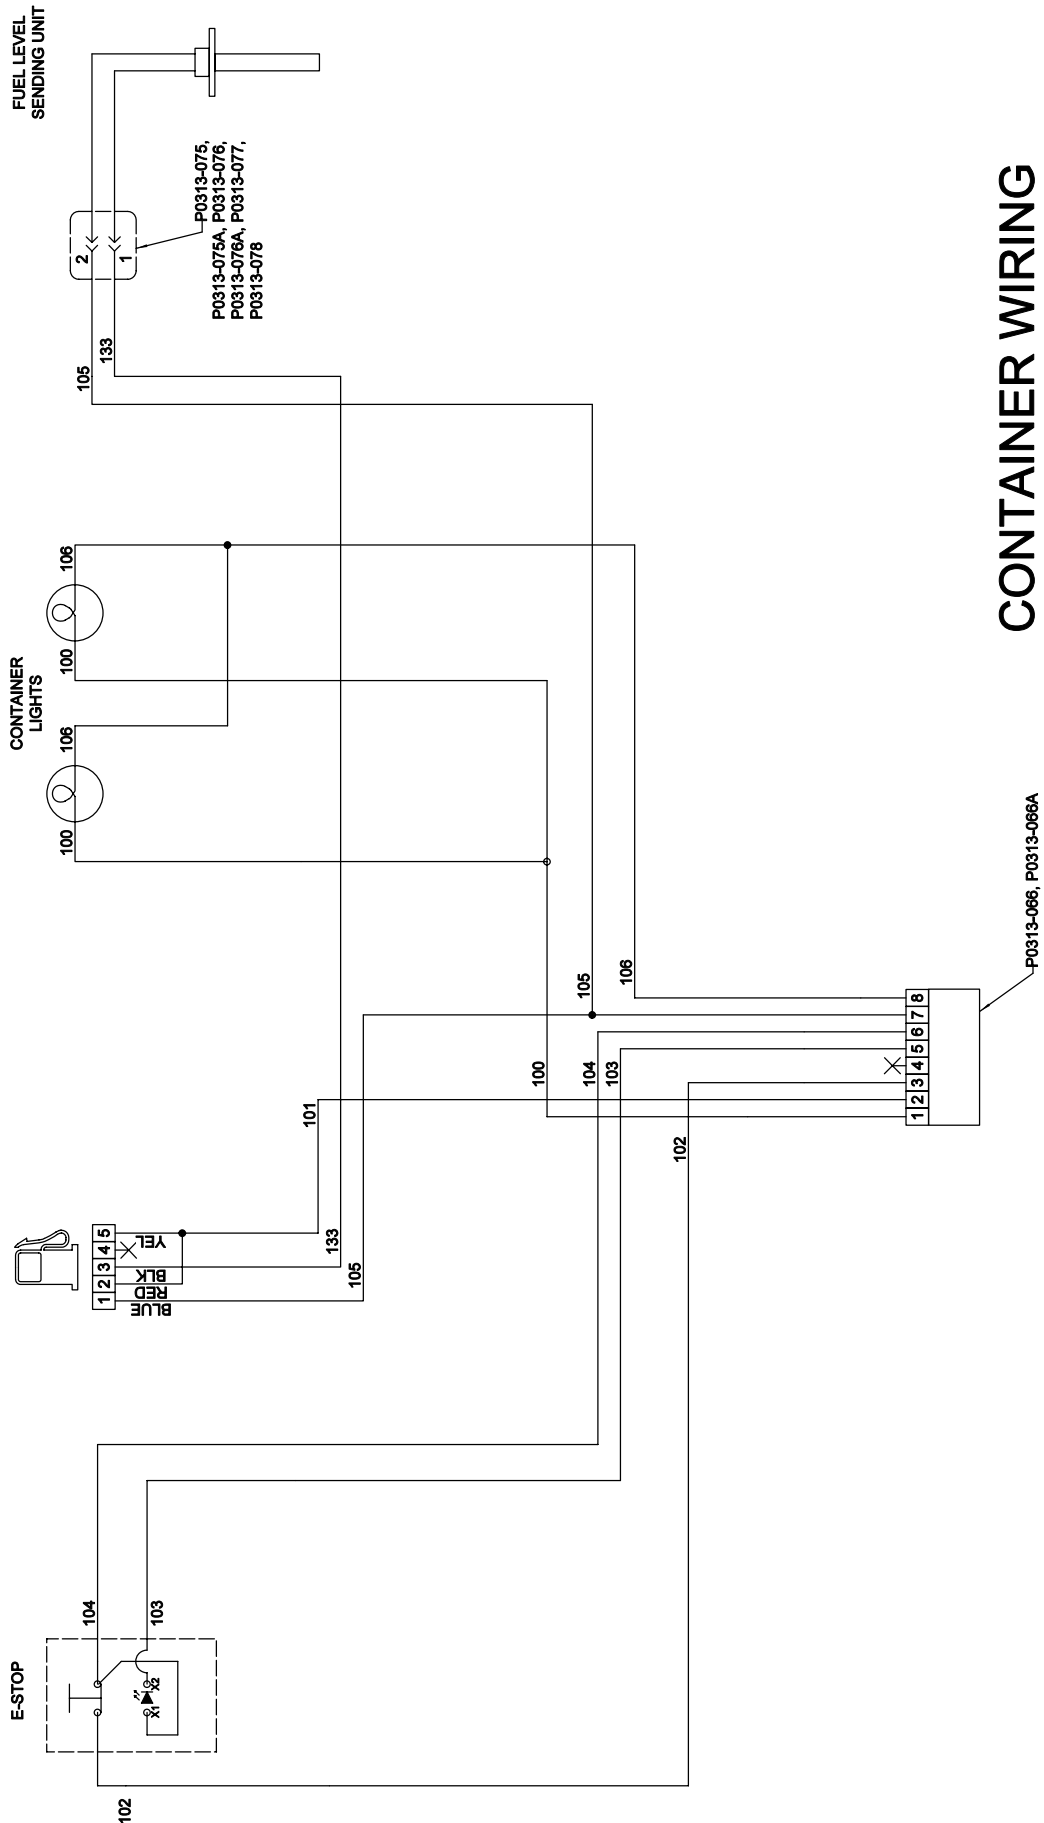 E-STOP
102
104
103
X1
X2
1
2
3
4
5
BLUE
RED
BLK
YEL
105
133
101
CONTAINER
LIGHTS
100
106
100
106
FUEL LEVEL
SENDING UNIT
2
1
105
133
P0313-075,
P0313-075A, P0313-076,
P0313-076A, P0313-077,
P0313-078
102
100
104
103
105
106
1
2
3
4
5
6
7
8
P0313-066, P0313-066A
CONTAINER WIRING